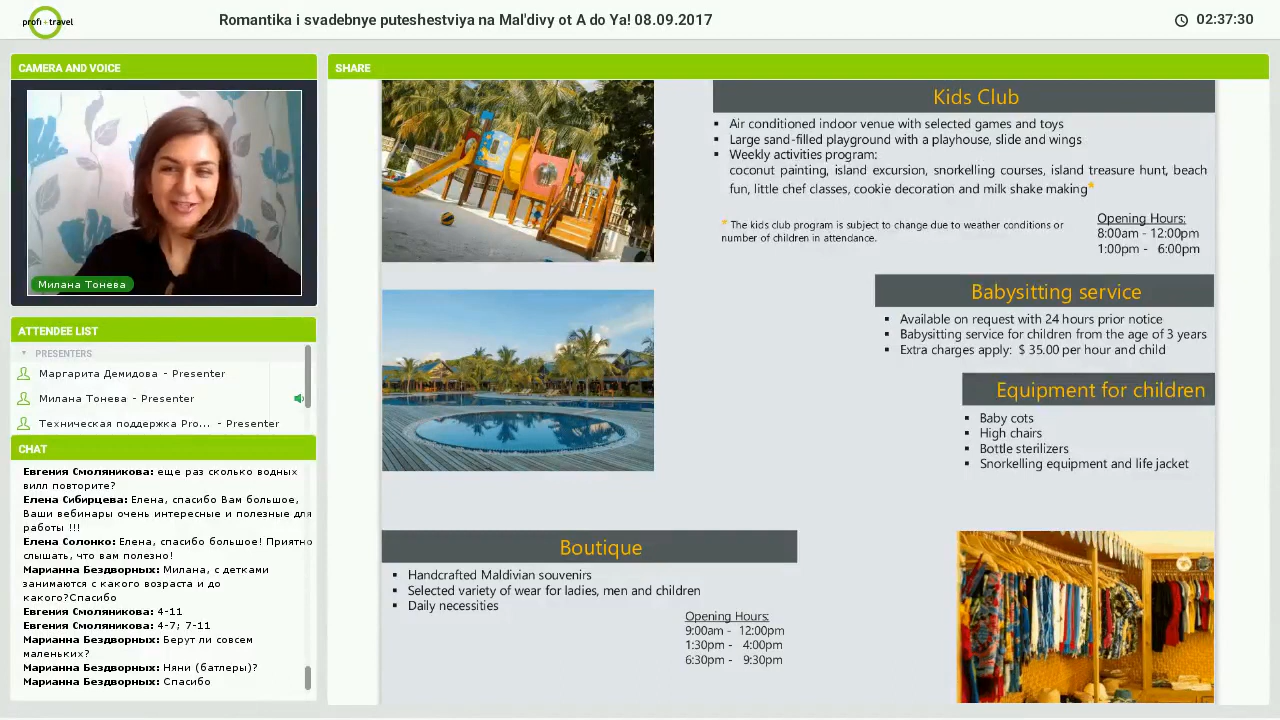 profi travel
Romantika i svadebnye puteshestviya na Mal'divy ot A do Ya! 08.09.2017
02:37:30
CAMERA AND VOICE
Милана Тонева
ATTENDEE LIST
PRESENTERS
Маргарита Демидова - Presenter
Милана Тонева - Presenter
Техническая поддержка Pro... - Presenter
CHAT
Евгения Смоляникова: еще раз сколько водных
вилл повторите?
Елена Сибирцева: Елена, спасибо Вам большое,
Ваши вебинары очень интересные и полезные для
работы !!!
Елена Солонко: Елена, спасибо большое! Приятно
слышать, что вам полезно!
Марианна Бездворных: Милана, с детками
занимаются с какого возраста и до
какого?Спасибо
Евгения Смоляникова: 4-11
Евгения Смоляникова: 4-7; 7-11
Марианна Бездворных: Берут ли совсем
маленьких?
Марианна Бездворных: Няни (батлеры)?
Марианна Бездворных: Спасибо
SHARE
Kids Club
Air conditioned indoor venue with selected games and toys
Large sand-filled playground with a playhouse, slide and wings
Weekly activities program:
coconut painting, island excursion, snorkelling courses, island treasure hunt, beach
fun, little chef classes, cookie decoration and milk shake making*
* The kids club program is subject to change due to weather conditions or
number of children in attendance.
Opening Hours:
8:00am - 12:00pm
1:00pm - 6:00pm
Babysitting service
Available on request with 24 hours prior notice
Babysitting service for children from the age of 3 years
Extra charges apply: $ 35.00 per hour and child
Equipment for children
Baby cots
High chairs
Bottle sterilizers
Snorkelling equipment and life jacket
Boutique
Handcrafted Maldivian souvenirs
Selected variety of wear for ladies, men and children
Daily necessities
Opening Hours:
9:00am - 12:00pm
1:30pm - 4:00pm
6:30pm - 9:30pm